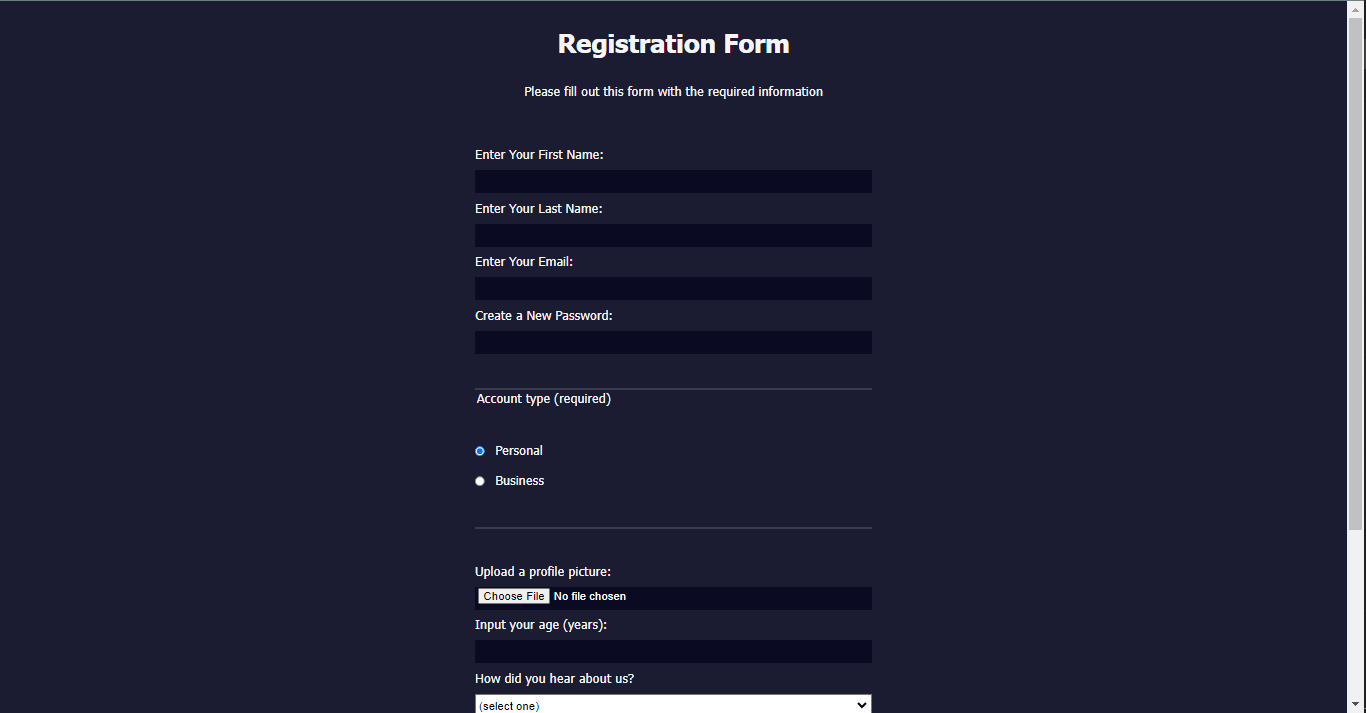 Registration Form
Please fill out this form with the required information
Enter Your First Name:
Enter Your Last Name:
Enter Your Email:
Create a New Password:
Account type (required)
Personal
Business
Upload a profile picture:
Choose File No file chosen
Input your age (years):
How did you hear about us?
(select one)